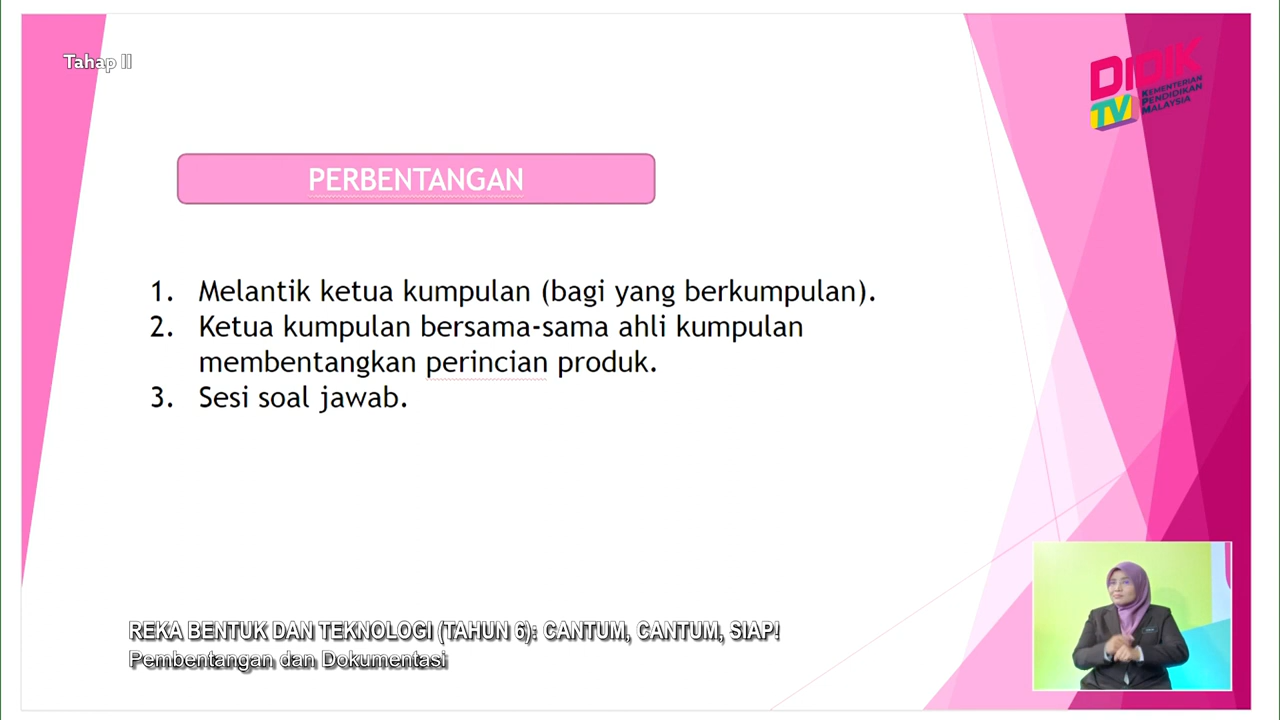 Tahap II
DIDIK
TV
KEMENTERIAN
PENDIDIKAN
MALAYSIA
PERBENTANGAN
1. Melantik ketua kumpulan (bagi yang berkumpulan).
2. Ketua kumpulan bersama-sama ahli kumpulan
membentangkan perincian produk.
3. Sesi soal jawab.
REKA BENTUK DAN TEKNOLOGI (TAHUN 6): CANTUM, CANTUM, SIAP!
Pembentangan dan Dokumentasi